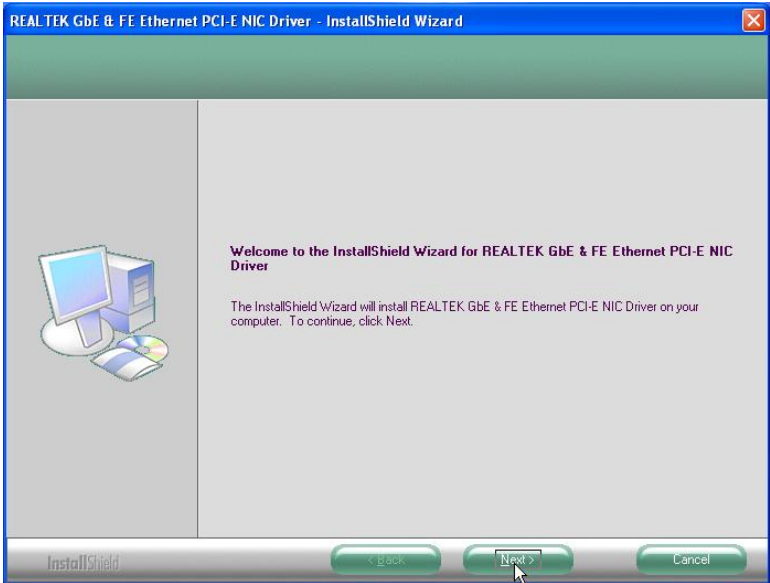 REALTEK GbE & FE Ethernet PCI-E NIC Driver - InstallShield Wizard
Welcome to the InstallShield Wizard for REALTEK GbE & FE Ethernet PCI-E NIC
Driver
The InstallShield Wizard will install REALTEK GbE & FE Ethernet PCI-E NIC Driver on your
computer. To continue, click Next.
InstallShield
< Back
Next >
Cancel